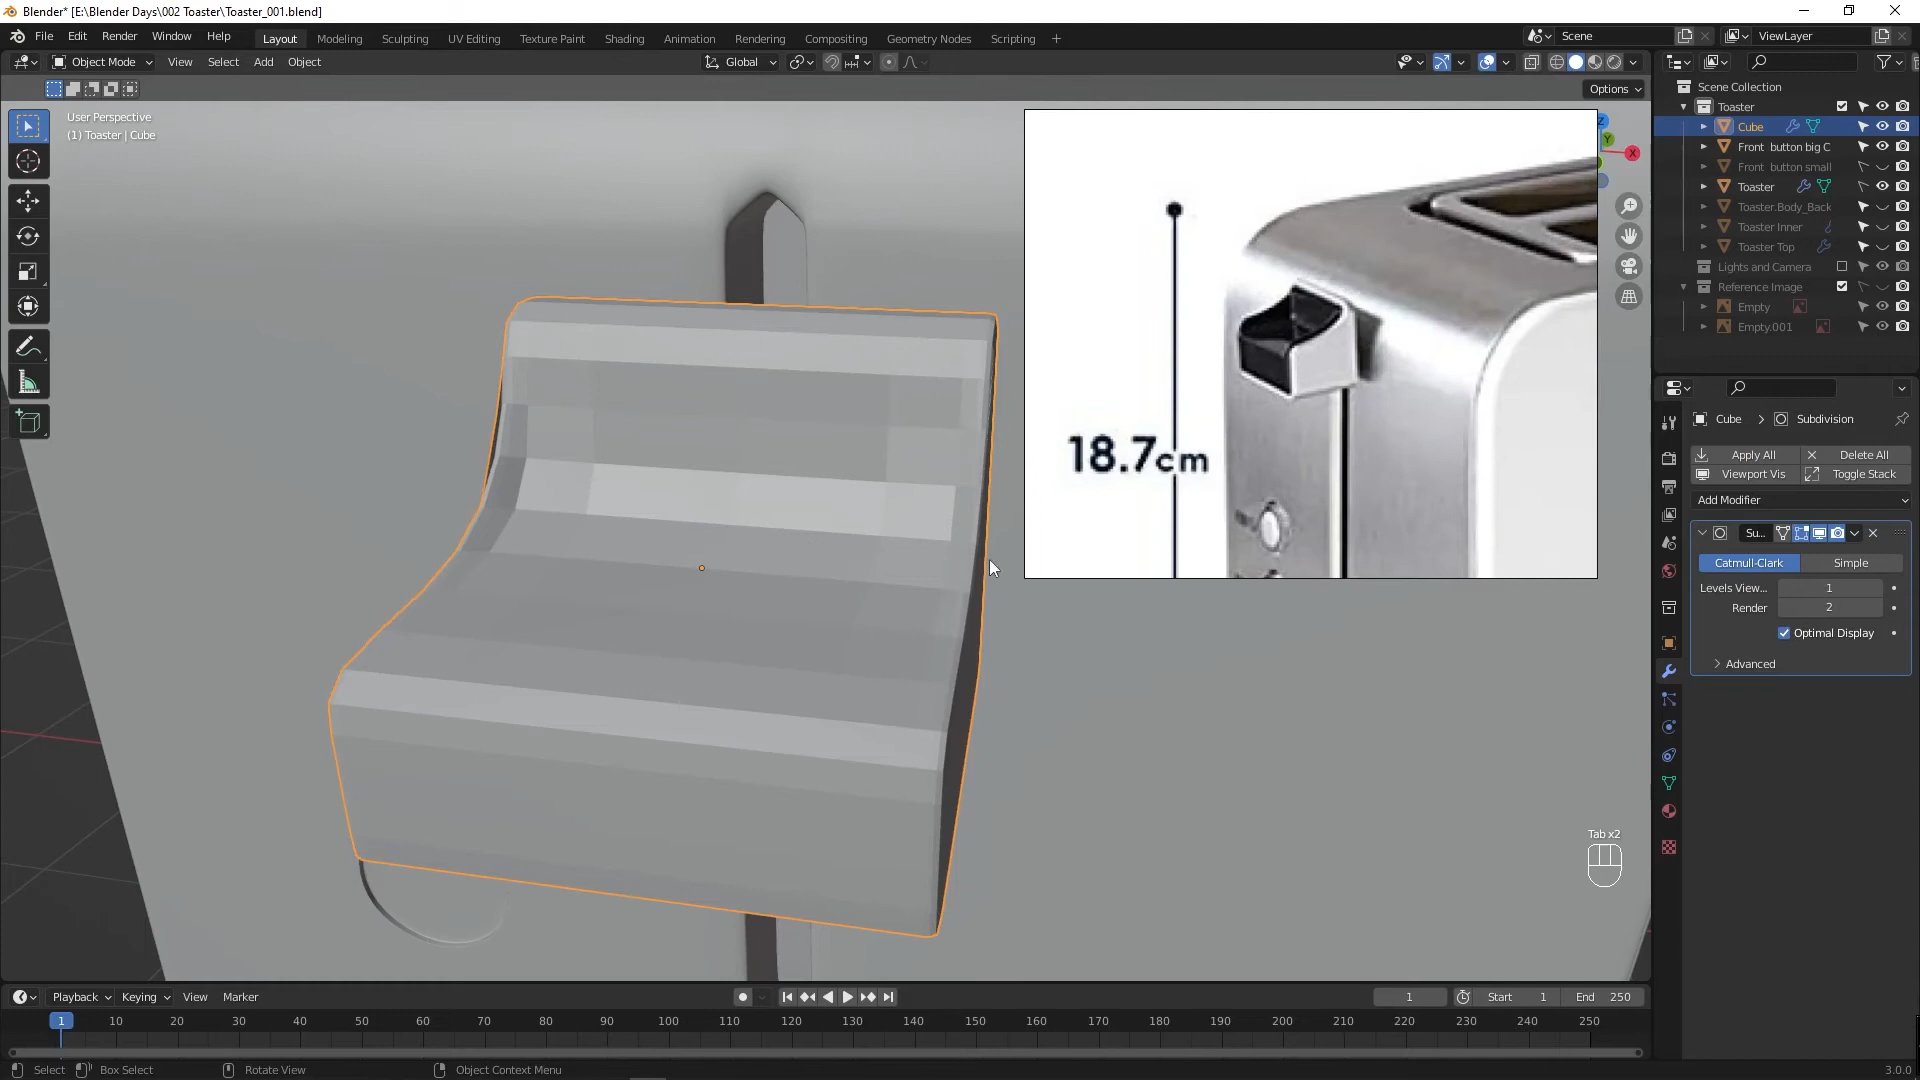 Blender* [E:\Blender Days\002 Toaster\Toaster_001.blend]
File Edit Render Window Help
Layout Modeling Sculpting UV Editing Texture Paint Shading Animation Rendering Compositing Geometry Nodes Scripting +
Scene
ViewLayer
Object Mode View Select Add Object
Global
Options
User Perspective
(1) Toaster | Cube
Z
Y
X
18.7cm
Tab x2
Scene Collection
Toaster
Cube
Front button big C
Front button small
Toaster
Toaster.Body_Back
Toaster Inner
Toaster Top
Lights and Camera
Reference Image
Empty
Empty.001
Cube > Subdivision
Apply All Delete All
Viewport Vis Toggle Stack
Add Modifier
Su...
Catmull-Clark Simple
Levels View... 1
Render 2
Optimal Display
Advanced
Playback Keying View Marker
1 Start 1 End 250
1 10 20 30 40 50 60 70 80 90 100 110 120 130 140 150 160 170 180 190 200 210 220 230 240 250
Select Box Select Rotate View Object Context Menu 3.0.0